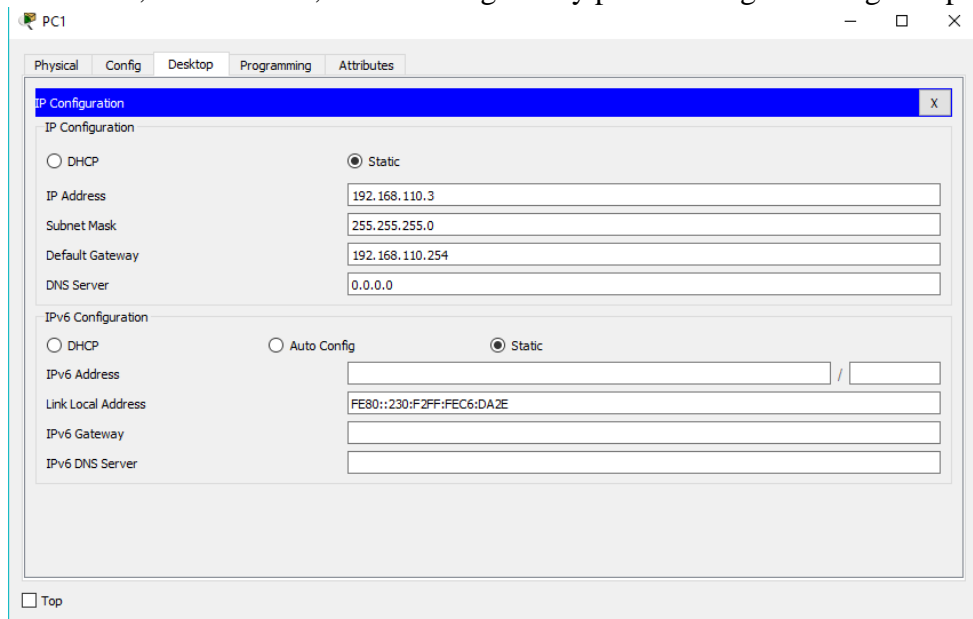 PC1
Physical Config Desktop Programming Attributes
IP Configuration X
IP Configuration
DHCP Static
IP Address 192.168.110.3
Subnet Mask 255.255.255.0
Default Gateway 192.168.110.254
DNS Server 0.0.0.0
IPv6 Configuration
DHCP Auto Config Static
IPv6 Address /
Link Local Address FE80::230:F2FF:FEC6:DA2E
IPv6 Gateway
IPv6 DNS Server
Top